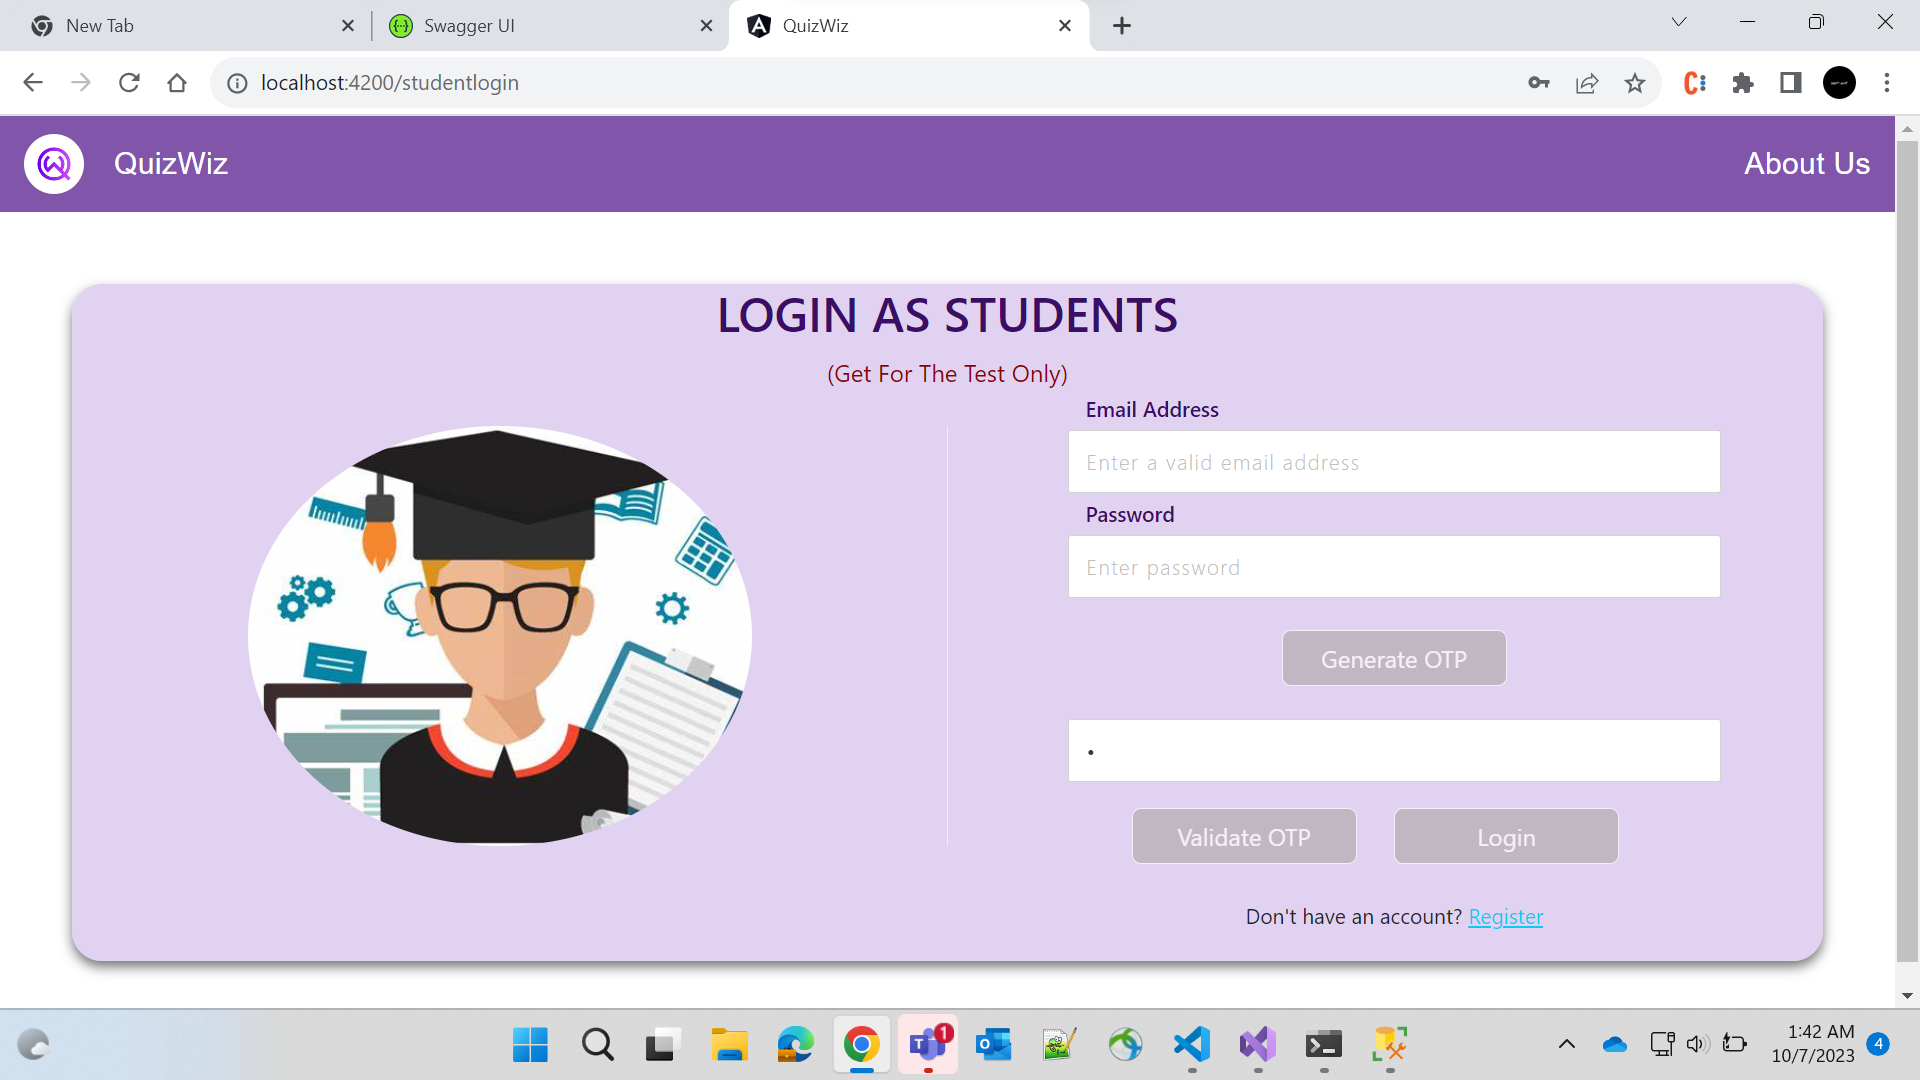 New Tab
Swagger UI
QuizWiz
localhost:4200/studentlogin
QuizWiz
About Us
LOGIN AS STUDENTS
(Get For The Test Only)
Email Address
Enter a valid email address
Password
Enter password
Generate OTP
•
Validate OTP
Login
Don't have an account? Register
1
1:42 AM
10/7/2023
4